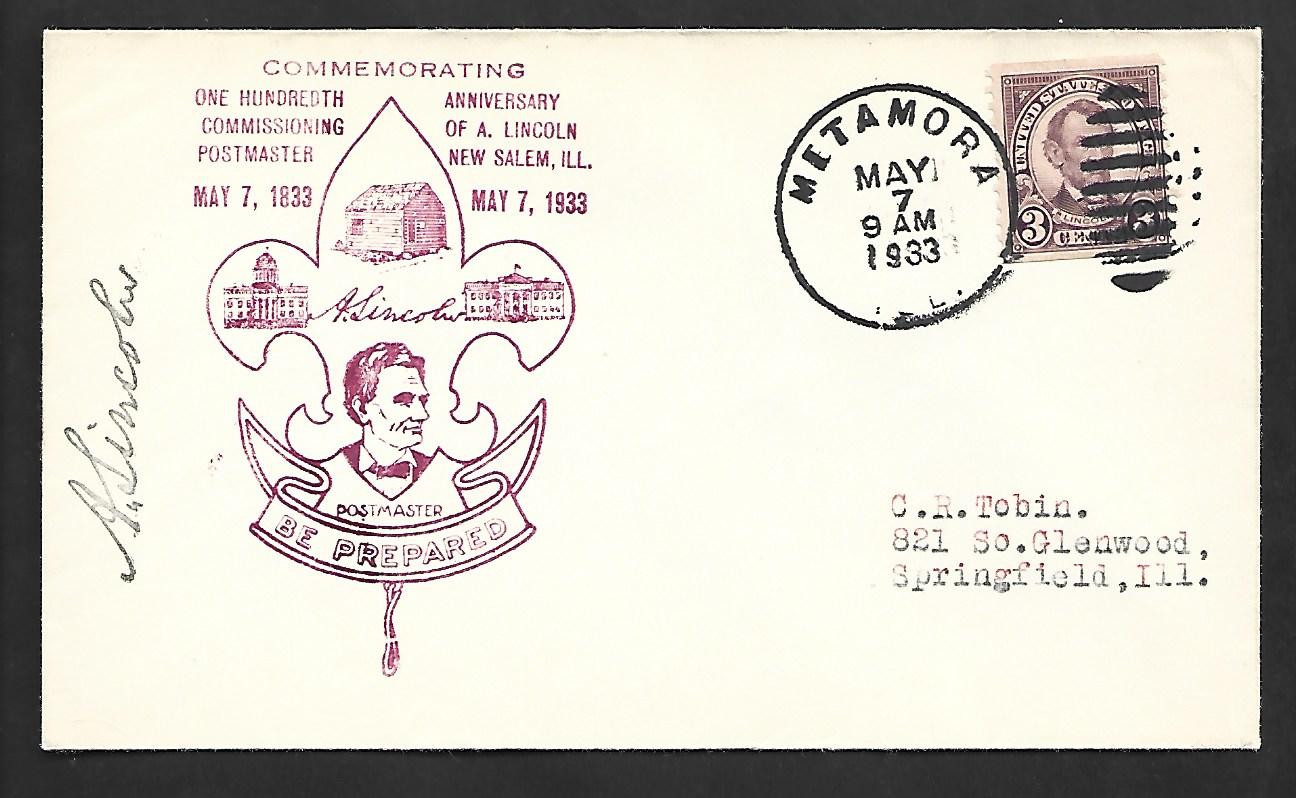 COMMEMORATING
ONE HUNDREDTH ANNIVERSARY
COMMISSIONING OF A. LINCOLN
POSTMASTER NEW SALEM, ILL.
MAY 7, 1833 MAY 7, 1933
A. Lincoln
POSTMASTER
BE PREPARED
A. Lincoln
METAMORA
MAY
7
9 AM
1933
LINCOLN
3 3
C.R.Tobin.
821 So.Glenwood,
Springfield,Ill.